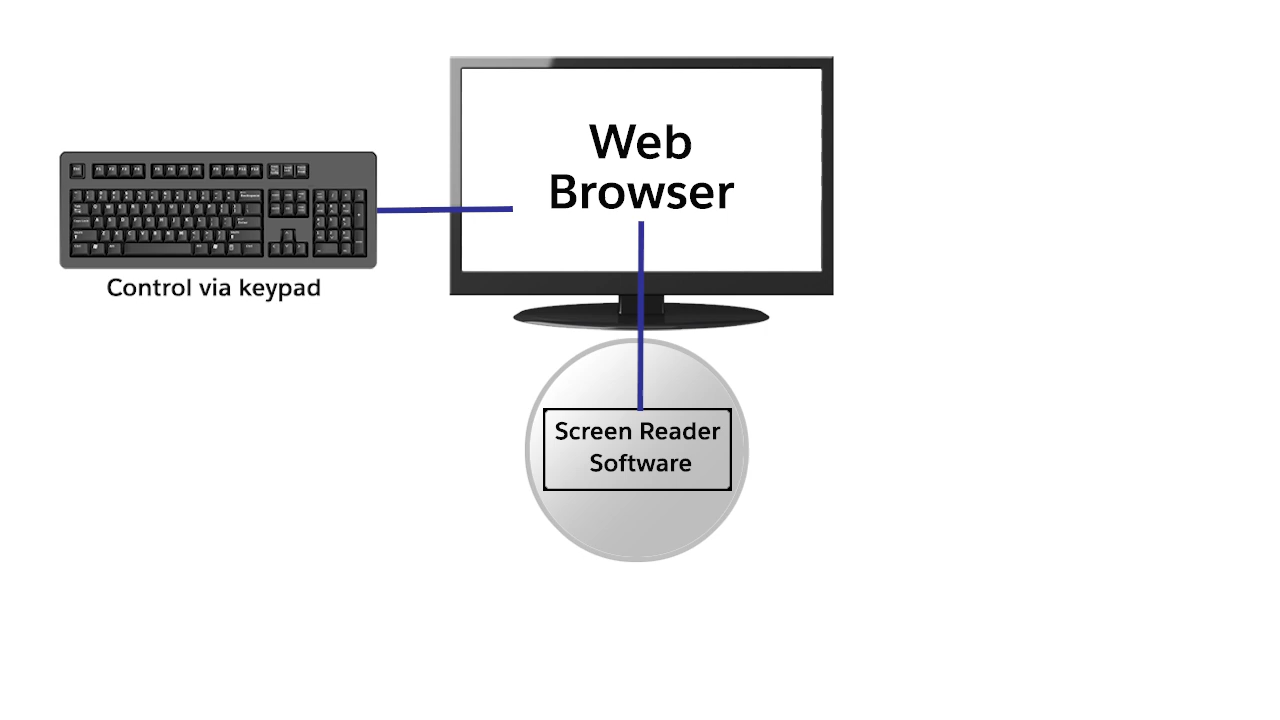 Web
Browser
Control via keypad
Screen Reader
Software